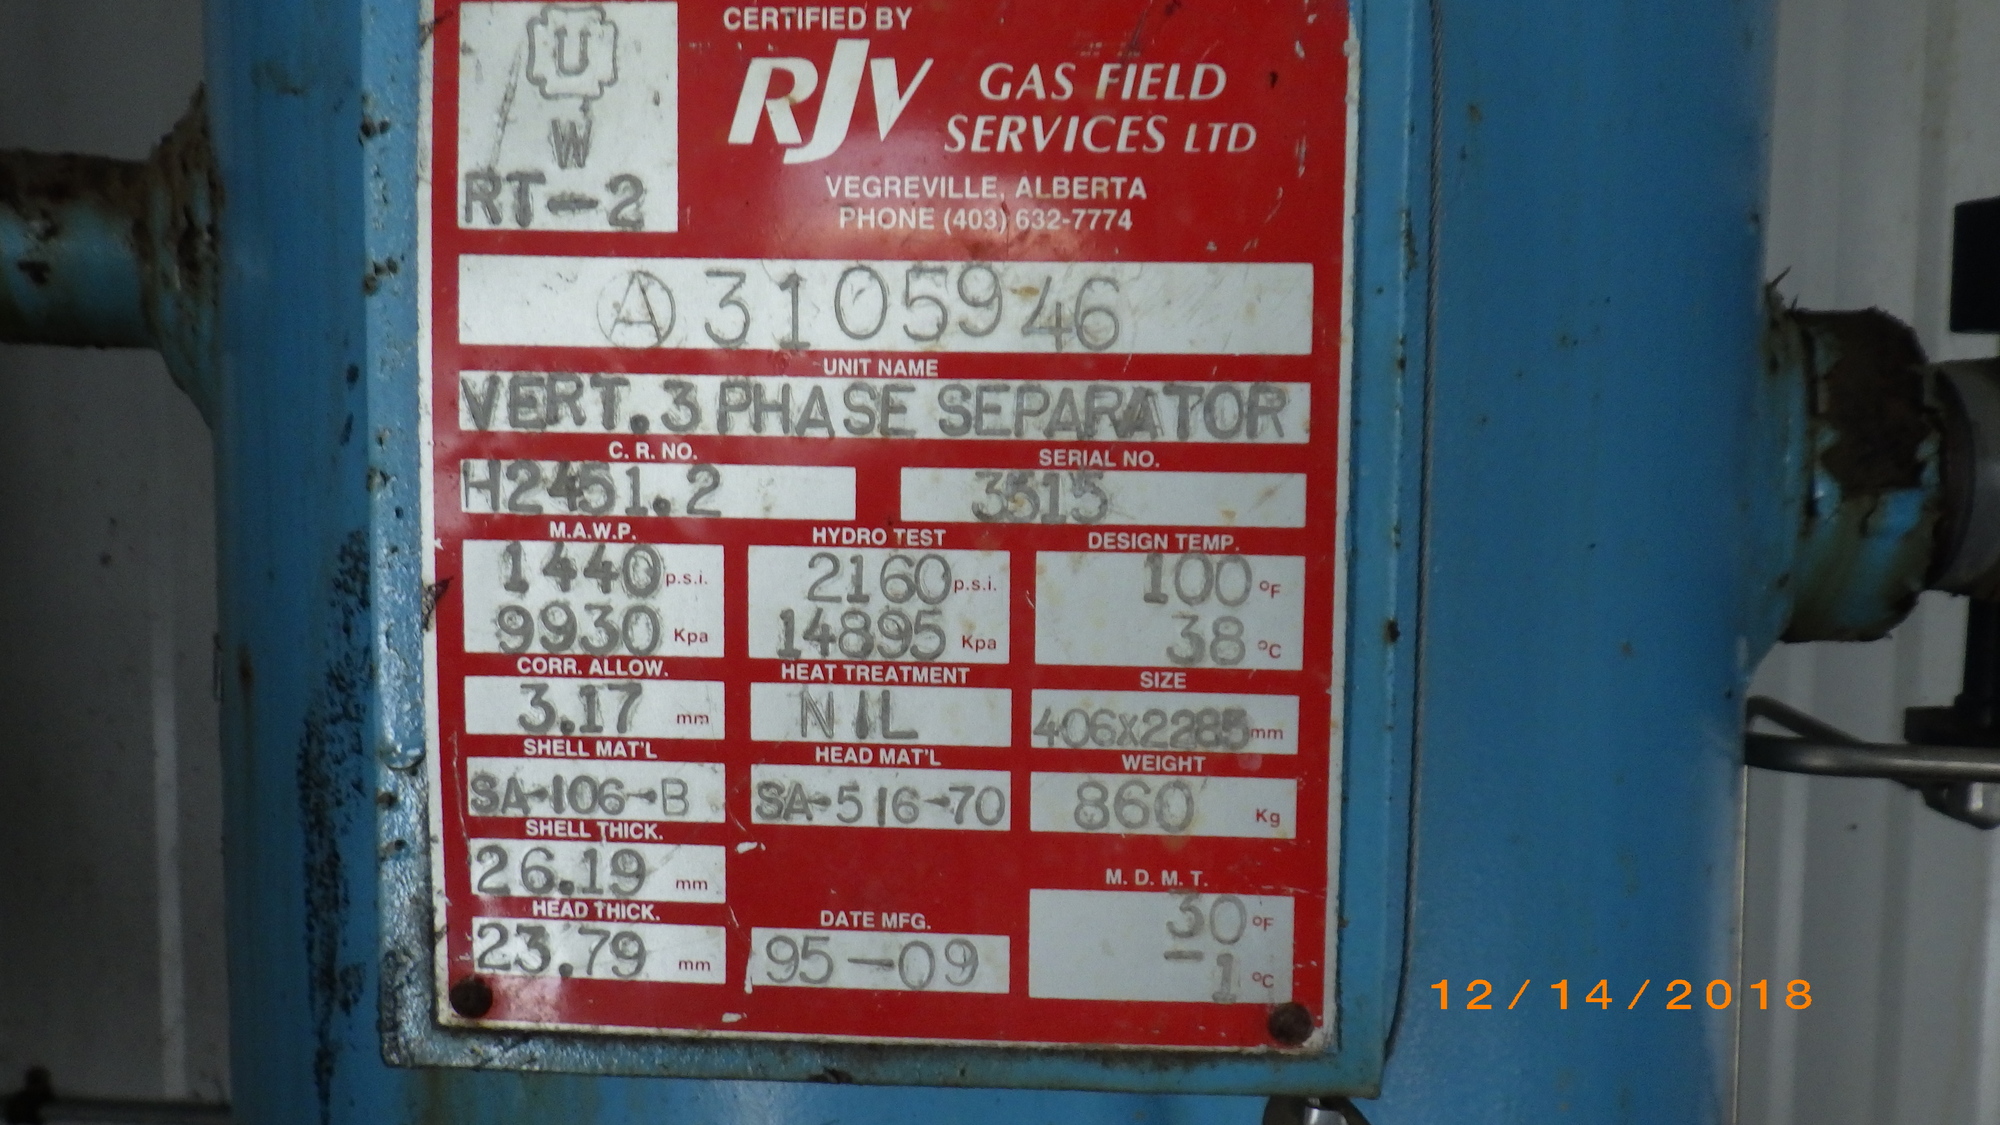 U
W
RT-2
CERTIFIED BY
RJV GAS FIELD
SERVICES LTD
VEGREVILLE, ALBERTA
PHONE (403) 632-7774
A 3105946
UNIT NAME
VERT. 3 PHASE SEPARATOR
C. R. NO. SERIAL NO.
H2451.2 3515
M.A.W.P. HYDRO TEST DESIGN TEMP.
1440 p.s.i. 2160 p.s.i. 100 °F
9930 Kpa 14895 Kpa 38 °C
CORR. ALLOW. HEAT TREATMENT SIZE
3.17 mm NIL 406X2285 mm
SHELL MAT'L HEAD MAT'L WEIGHT
SA-106-B SA-516-70 860 Kg
SHELL THICK.
26.19 mm
M. D. M. T.
HEAD THICK. DATE MFG. 30 °F
23.79 mm 95-09 -1 °C
12/14/2018